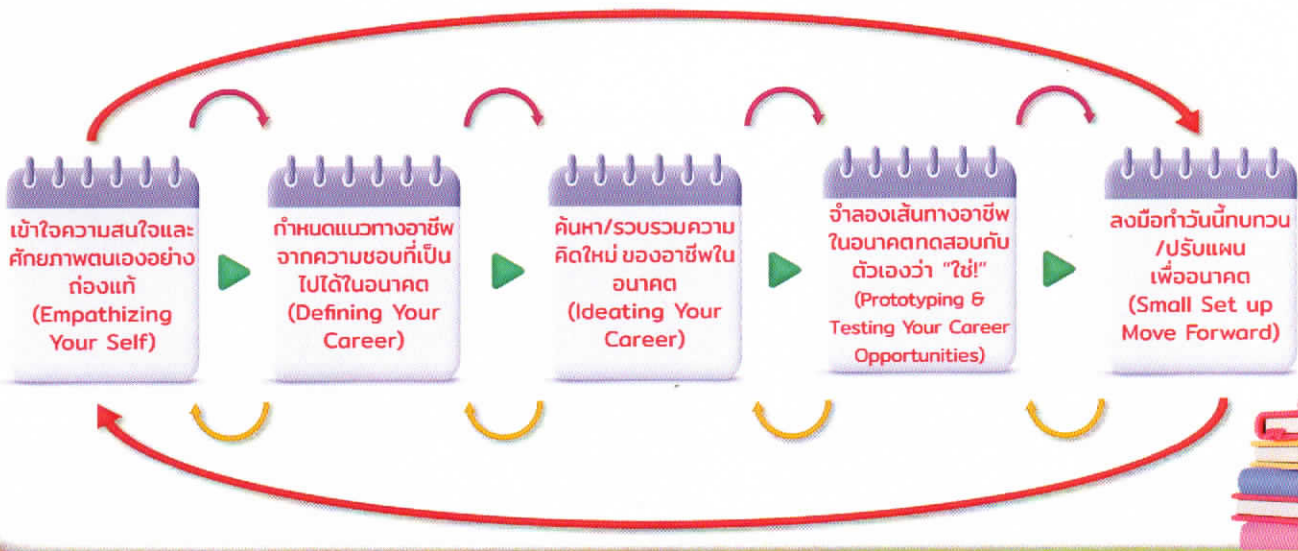 เข้าใจความสนใจและ
ศักยภาพตนเองอย่าง
ถ่องแท้
(Empathizing
Your Self)
กำหนดแนวทางอาชีพ
จากความชอบที่เป็น
ไปได้ในอนาคต
(Defining Your
Career)
ค้นหา/รวบรวมความ
คิดใหม่ ของอาชีพใน
อนาคต
(Ideating Your
Career)
จำลองเส้นทางอาชีพ
ในอนาคตทดสอบกับ
ตัวเองว่า "ใช่!"
(Prototyping &
Testing Your Career
Opportunities)
ลงมือทำวันนี้ทบทวน
/ปรับแผน
เพื่ออนาคต
(Small Set up
Move Forward)